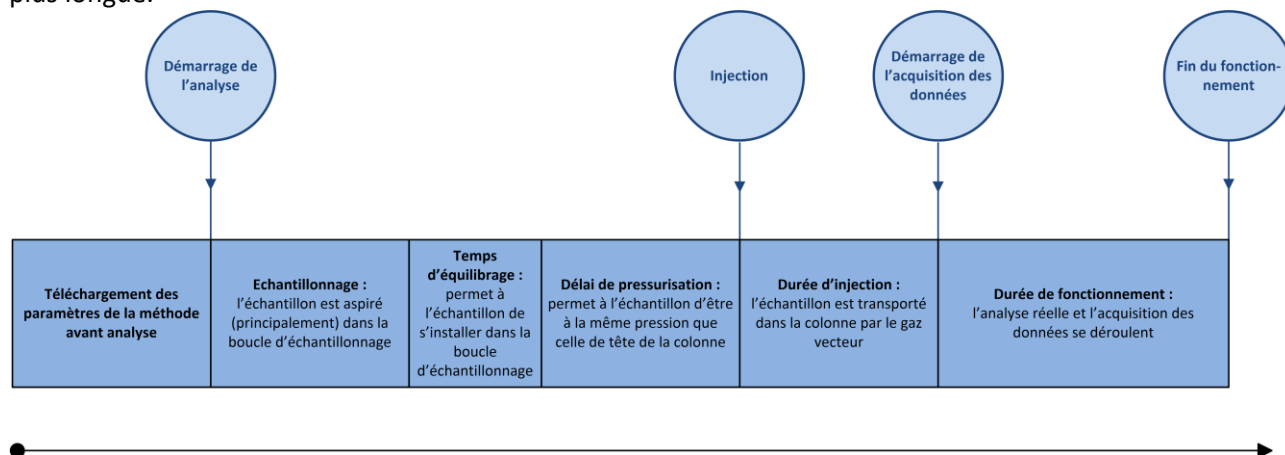 plus longue.
Démarrage de
l'analyse
Injection
Démarrage de
l'acquisition des
données
Fin du fonction-
nement
Téléchargement des
paramètres de la méthode
avant analyse
Echantillonnage :
l'échantillon est aspiré
(principalement) dans la
boucle d'échantillonnage
Temps
d'équilibrage :
permet à
l'échantillon de
s'installer dans la
boucle
d'échantillonnage
Délai de pressurisation :
permet à l'échantillon d'être
à la même pression que
celle de tête de la colonne
Durée d'injection :
l'échantillon est transporté
dans la colonne par le gaz
vecteur
Durée de fonctionnement :
l'analyse réelle et l'acquisition des
données se déroulent